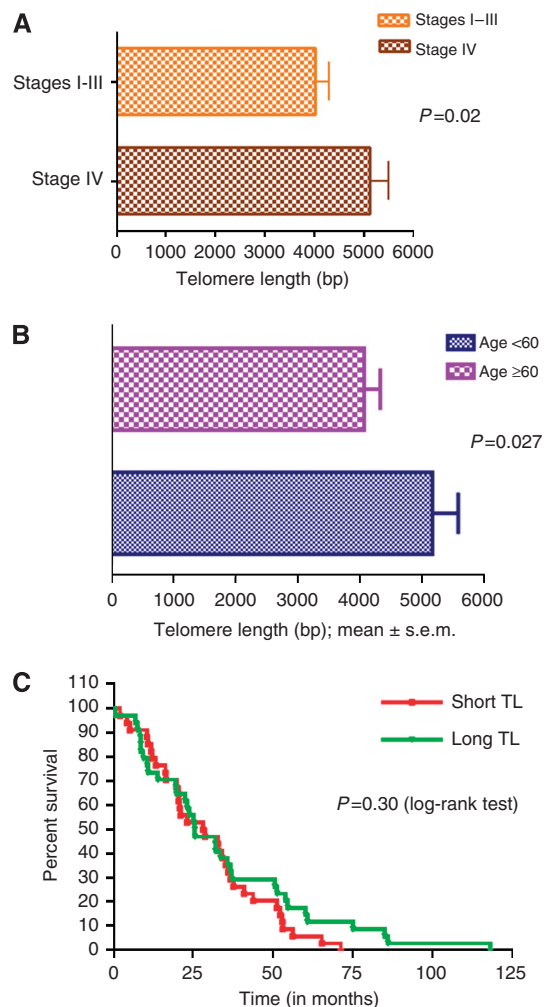 A
Stages I–III
Stage IV
Stages I-III
Stage IV
P=0.02
0 1000 2000 3000 4000 5000 6000
Telomere length (bp)
B
Age <60
Age ≥60
P=0.027
0 1000 2000 3000 4000 5000 6000
Telomere length (bp); mean ± s.e.m.
C
110
100
90
80
70
60
50
40
30
20
10
0
Percent survival
Short TL
Long TL
P=0.30 (log-rank test)
0 25 50 75 100 125
Time (in months)